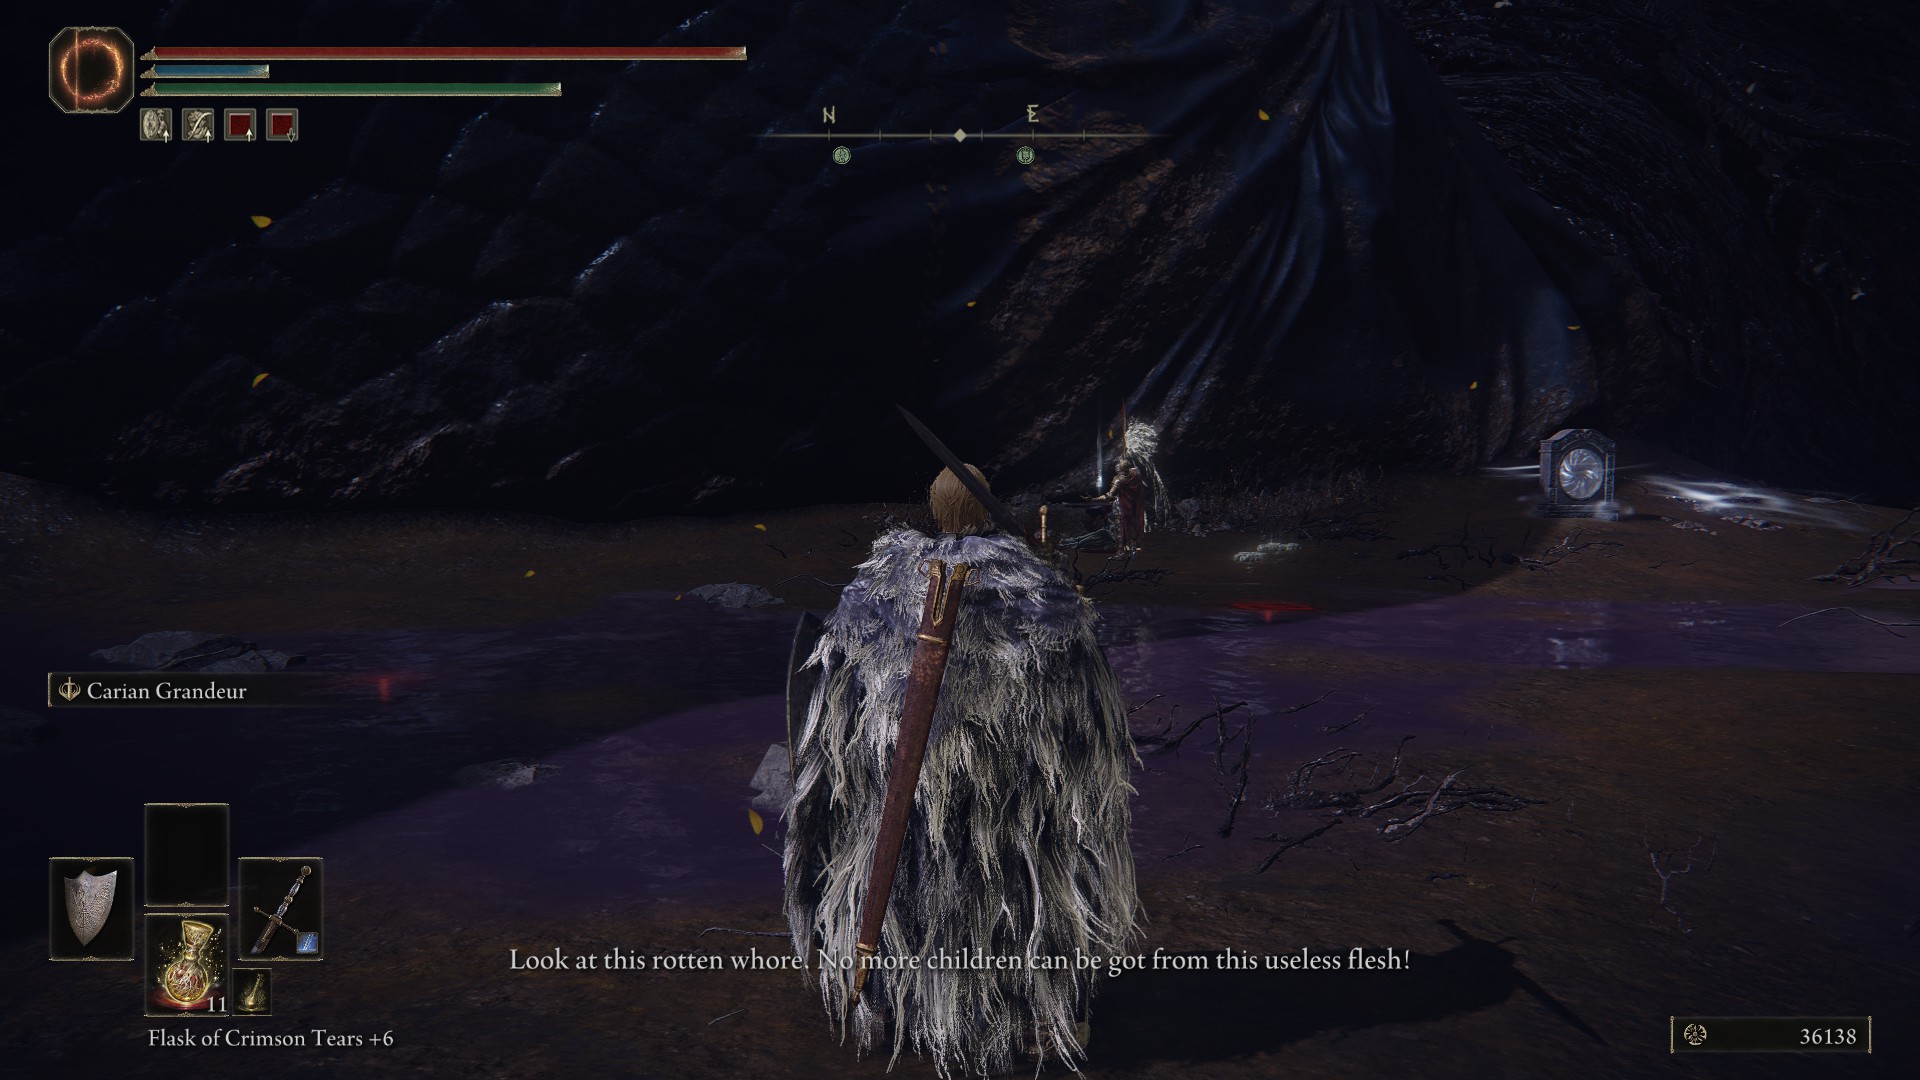 N
E
Carian Grandeur
Look at this rotten whore. No more children can be got from this useless flesh!
11
Flask of Crimson Tears +6
36138